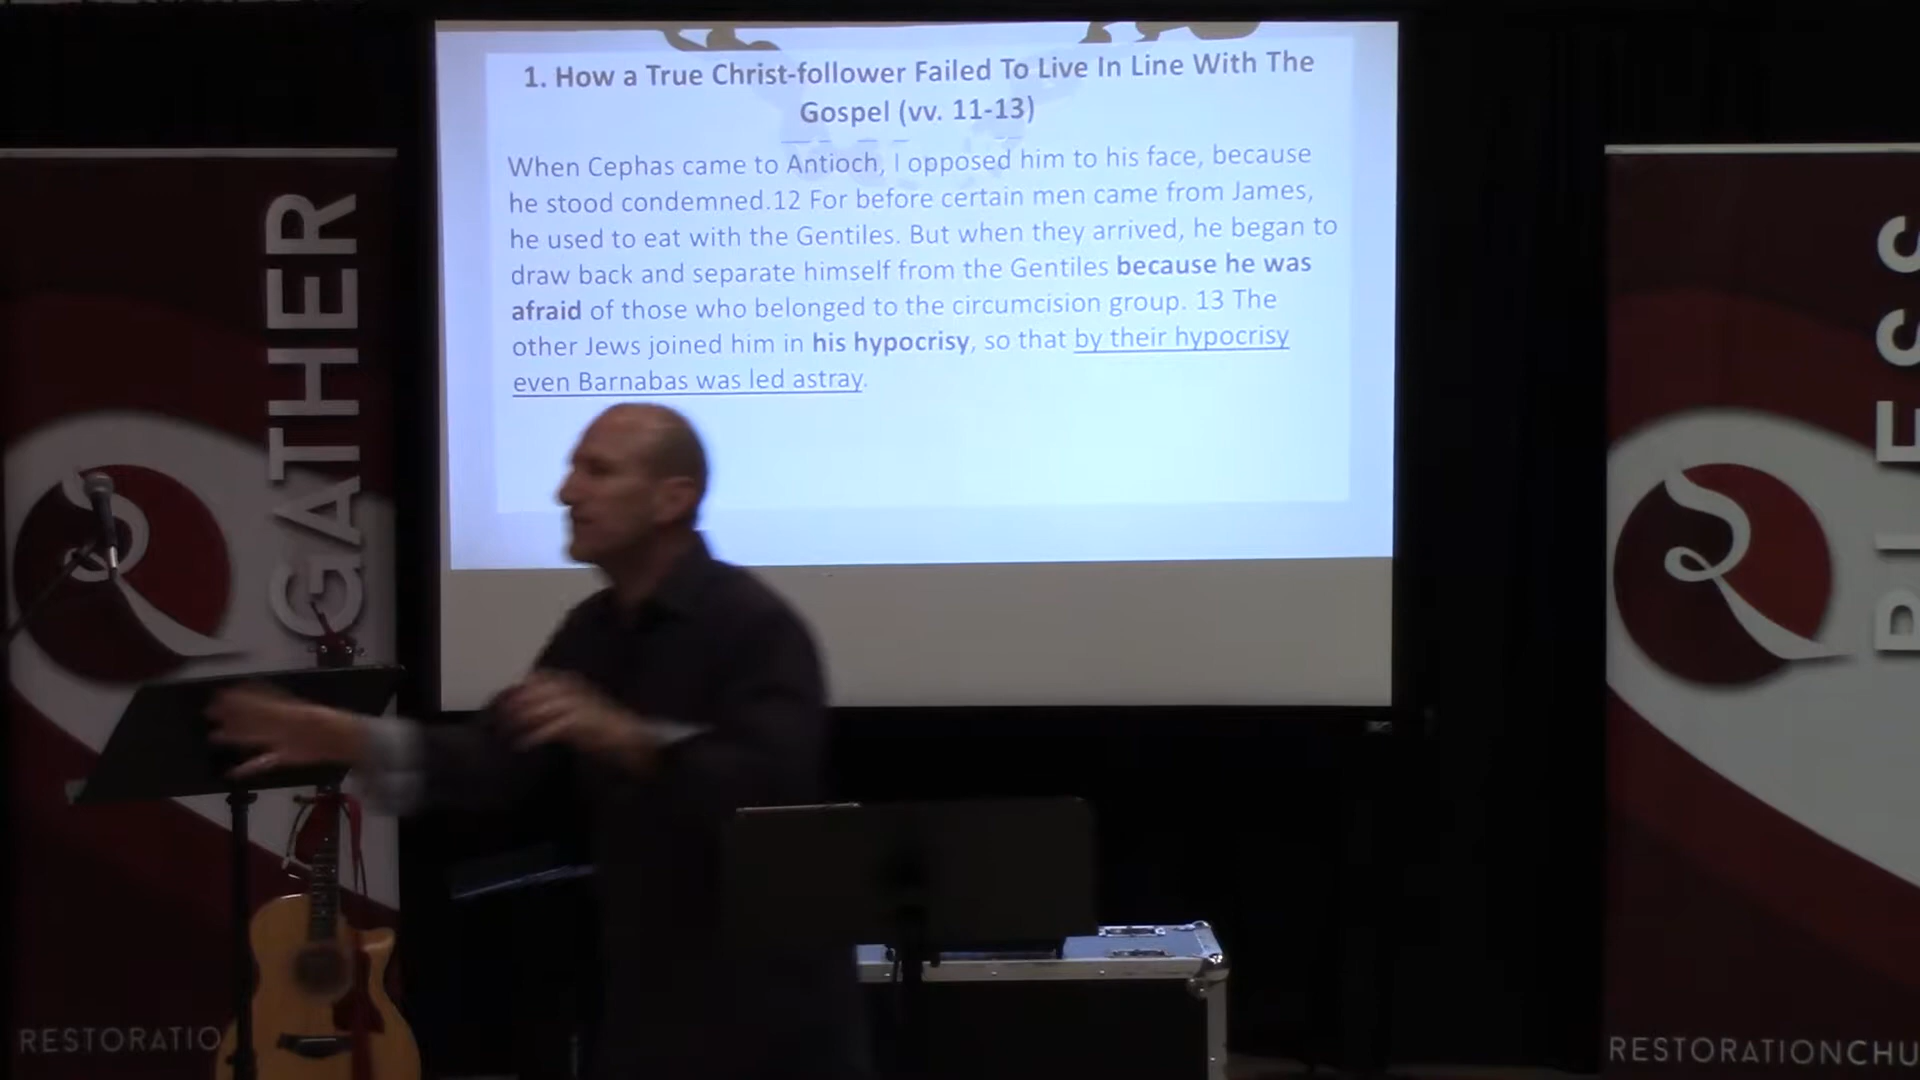 1. How a True Christ-follower Failed To Live In Line With The
Gospel (vv. 11-13)
When Cephas came to Antioch, I opposed him to his face, because
he stood condemned.12 For before certain men came from James,
he used to eat with the Gentiles. But when they arrived, he began to
draw back and separate himself from the Gentiles because he was
afraid of those who belonged to the circumcision group. 13 The
other Jews joined him in his hypocrisy, so that by their hypocrisy
even Barnabas was led astray.
GATHER
RESTORATIO
BLESS
RESTORATIONCHU